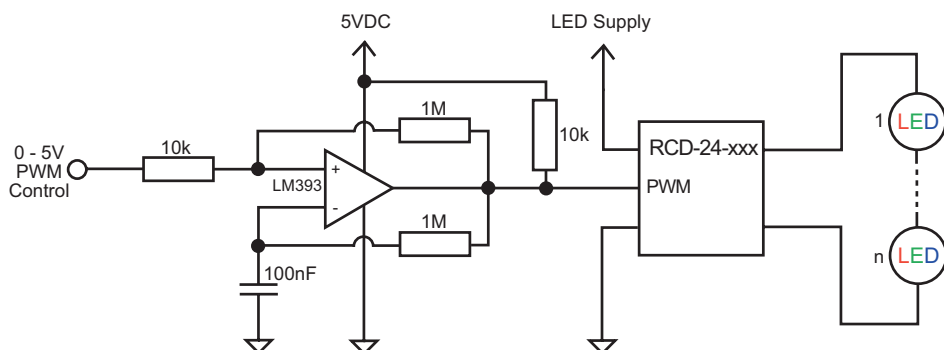 5VDC
LED Supply
1M
10k
0 - 5V
PWM
Control
10k
+
LM393
-
1M
100nF
RCD-24-xxx
PWM
1
LED
n
LED